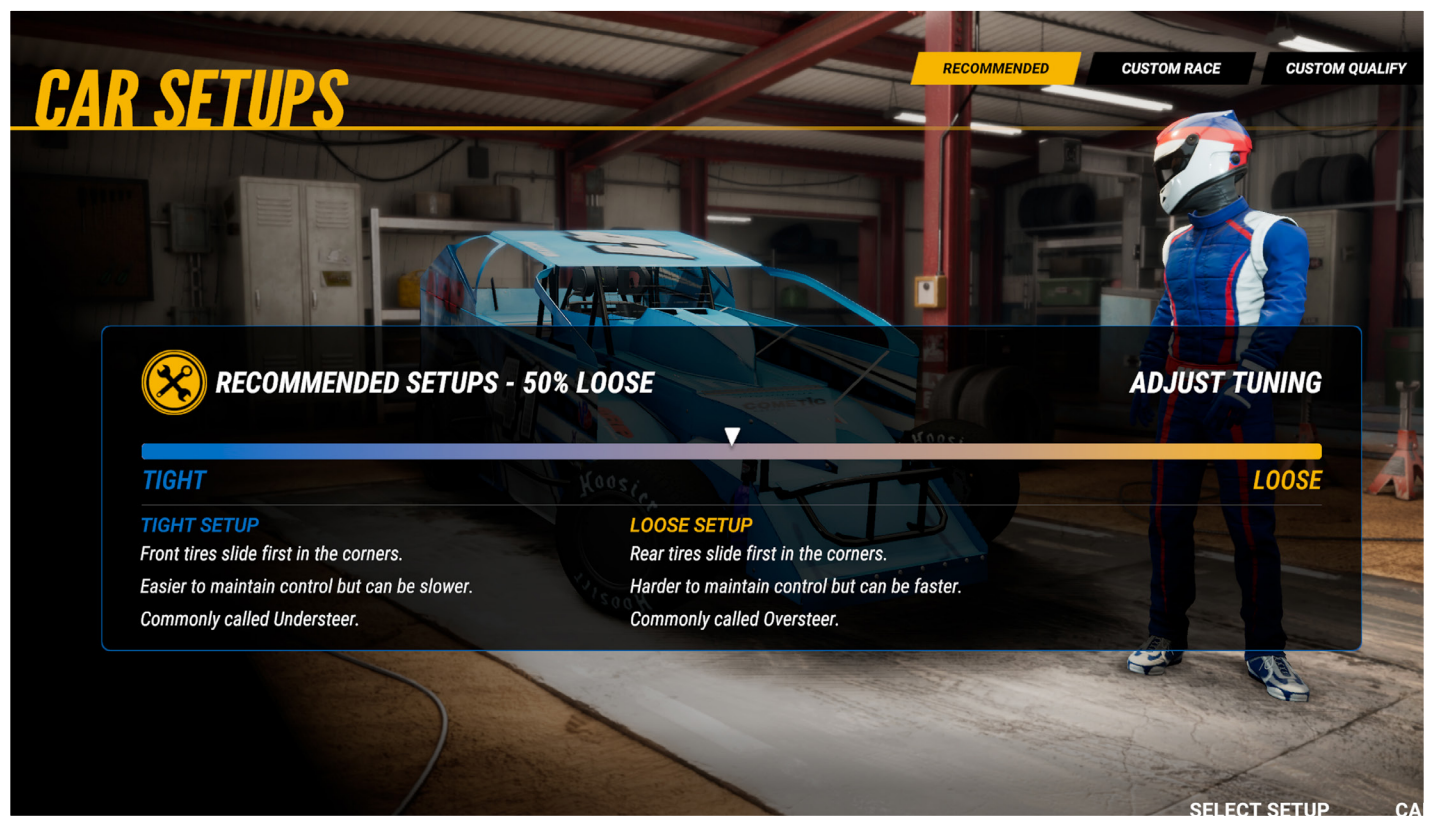 CAR SETUPS
RECOMMENDED
CUSTOM RACE
CUSTOM QUALIFY
RECOMMENDED SETUPS - 50% LOOSE
ADJUST TUNING
TIGHT
LOOSE
TIGHT SETUP
Front tires slide first in the corners.
Easier to maintain control but can be slower.
Commonly called Understeer.
LOOSE SETUP
Rear tires slide first in the corners.
Harder to maintain control but can be faster.
Commonly called Oversteer.
Hoosier
HOOSIER
COMETIC
SELECT SETUP